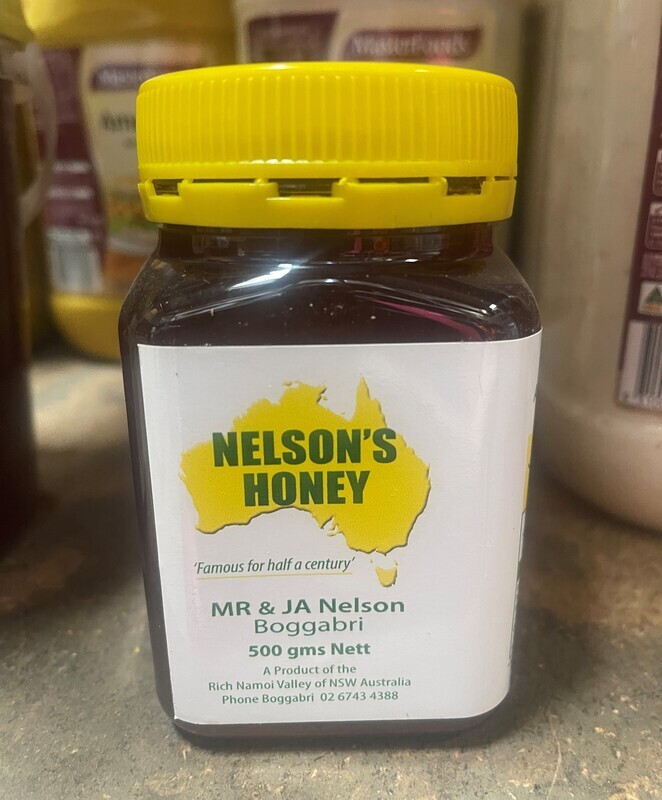 MasterFoods
NELSON'S
HONEY
'Famous for half a century'
MR & JA Nelson
Boggabri
500 gms Nett
A Product of the
Rich Namoi Valley of NSW Australia
Phone Boggabri 02 6743 4388